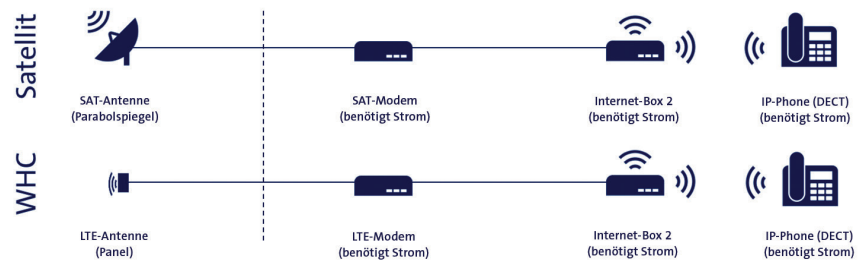 Satellit
SAT-Antenne
(Parabolspiegel)
SAT-Modem
(benötigt Strom)
Internet-Box 2
(benötigt Strom)
IP-Phone (DECT)
(benötigt Strom)
WHC
LTE-Antenne
(Panel)
LTE-Modem
(benötigt Strom)
Internet-Box 2
(benötigt Strom)
IP-Phone (DECT)
(benötigt Strom)